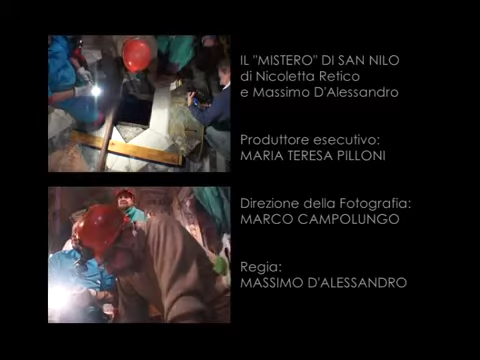 IL "MISTERO" DI SAN NILO
di Nicoletta Retico
e Massimo D'Alessandro
Produttore esecutivo:
MARIA TERESA PILLONI
Direzione della Fotografia:
MARCO CAMPOLUNGO
Regia:
MASSIMO D'ALESSANDRO